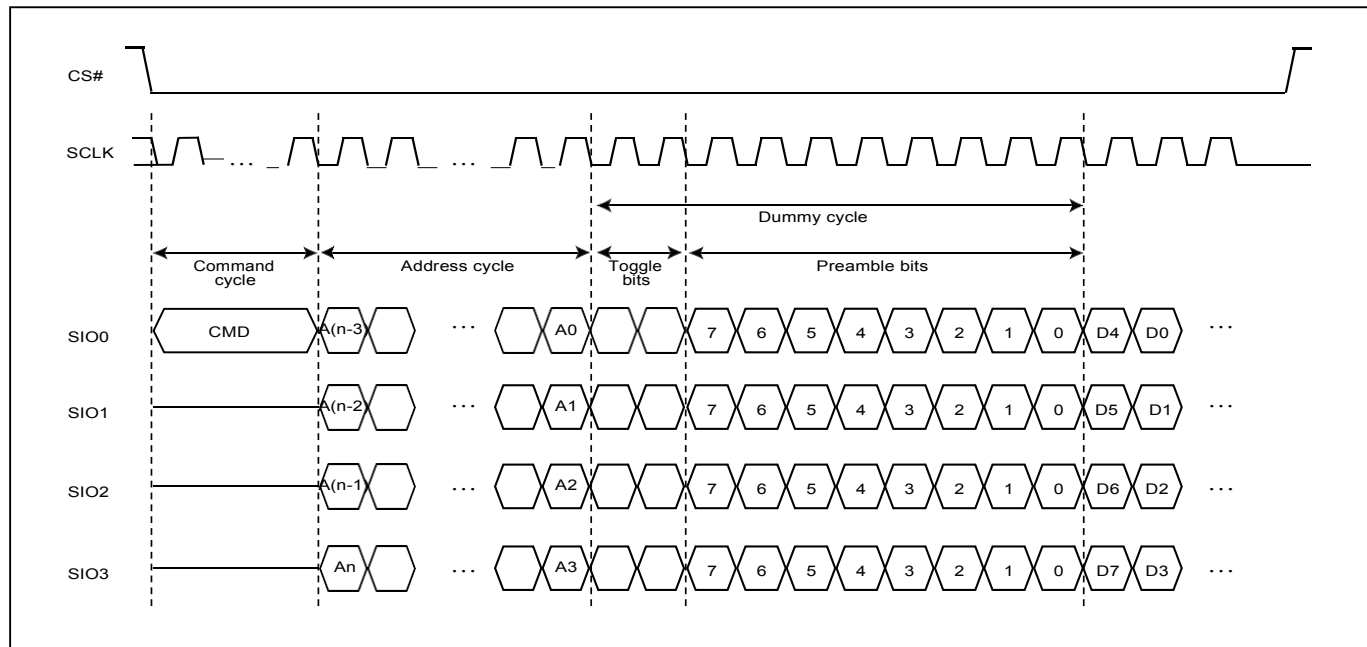 CS#
SCLK ... ...
Dummy cycle
Command cycle
Address cycle
Toggle bits
Preamble bits
SIO0 CMD A(n-3) ... A0 7 6 5 4 3 2 1 0 D4 D0 ...
SIO1 A(n-2) ... A1 7 6 5 4 3 2 1 0 D5 D1 ...
SIO2 A(n-1) ... A2 7 6 5 4 3 2 1 0 D6 D2 ...
SIO3 An ... A3 7 6 5 4 3 2 1 0 D7 D3 ...